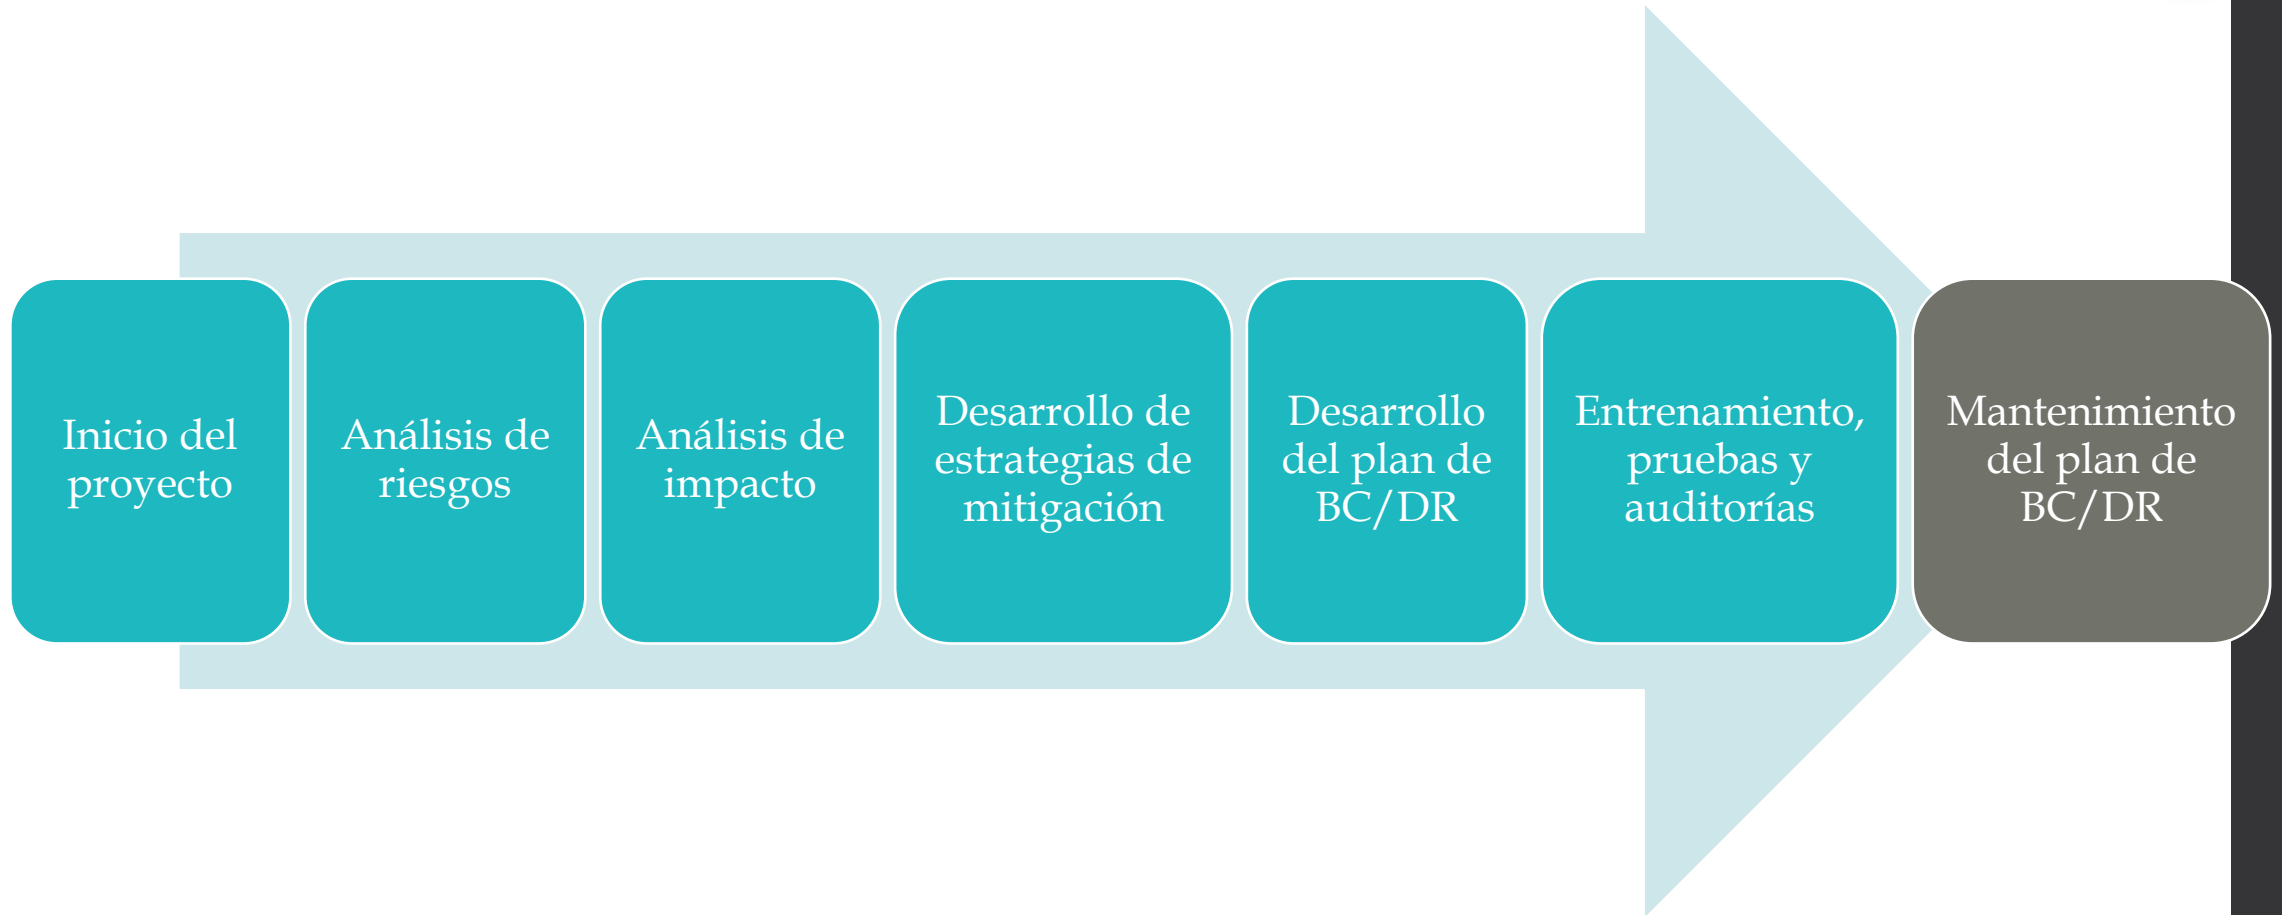 Inicio del
proyecto
Análisis de
riesgos
Análisis de
impacto
Desarrollo de
estrategias de
mitigación
Desarrollo
del plan de
BC/DR
Entrenamiento,
pruebas y
auditorías
Mantenimiento
del plan de
BC/DR